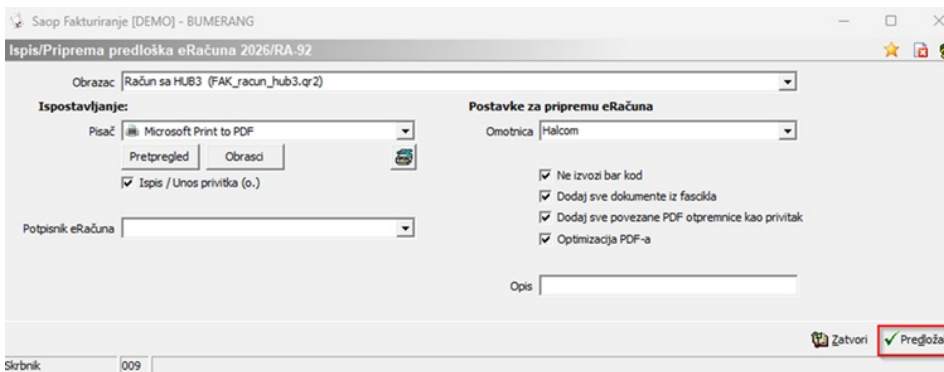 Saop Fakturiranje [DEMO] - BUMERANG
Ispis/Priprema predloška eRačuna 2026/RA-92
Obrazac Račun sa HUB3 (FAK_racun_hub3.qr2)
Ispostavljanje:
Pisač Microsoft Print to PDF
Pretpregled Obrasci
Ispis / Unos privitka (o.)
Potpisnik eRačuna
Postavke za pripremu eRačuna
Omotnica Halcom
Ne izvozi bar kod
Dodaj sve dokumente iz fascikla
Dodaj sve povezane PDF otpremnice kao privitak
Optimizacija PDF-a
Opis
Zatvori Predloža
Skrbnik 009